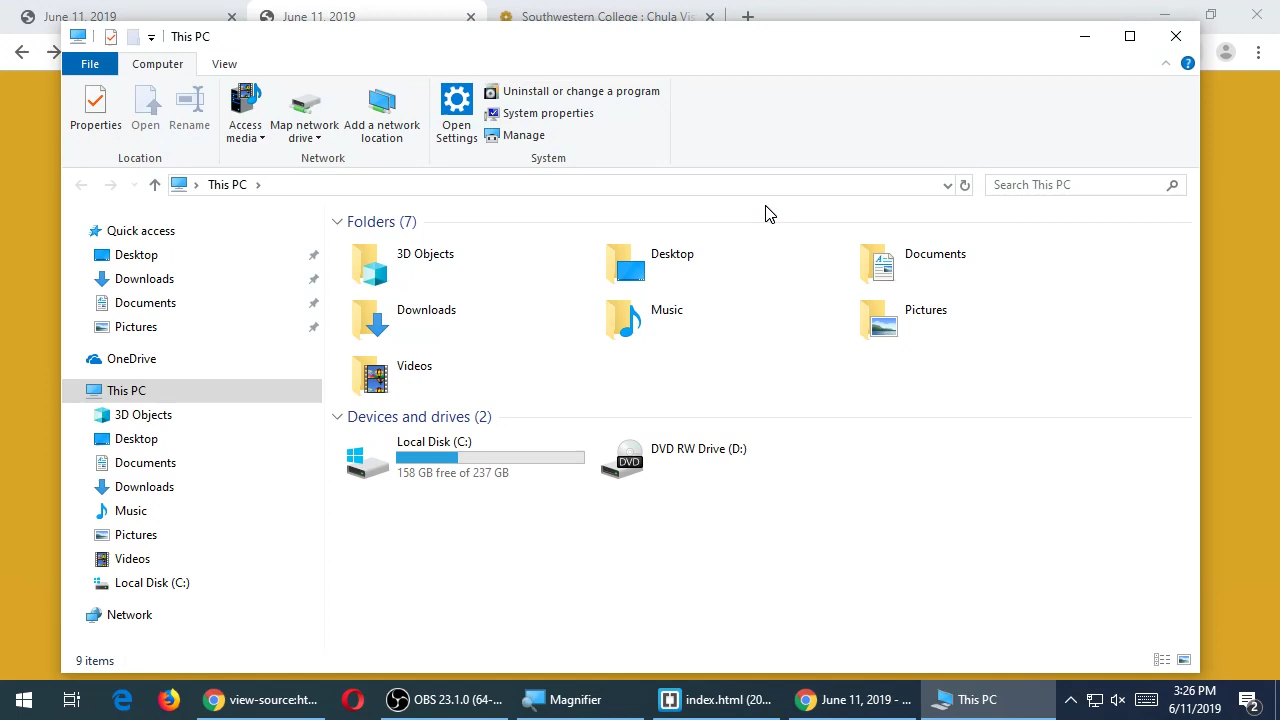 June 11, 2019
June 11, 2019
Southwestern College : Chula Vis
This PC
File
Computer
View
Properties
Open
Rename
Access media
Map network drive
Add a network location
Open Settings
Uninstall or change a program
System properties
Manage
Location
Network
System
This PC
Search This PC
Quick access
Desktop
Downloads
Documents
Pictures
OneDrive
This PC
3D Objects
Desktop
Documents
Downloads
Music
Pictures
Videos
Local Disk (C:)
Network
Folders (7)
3D Objects
Desktop
Documents
Downloads
Music
Pictures
Videos
Devices and drives (2)
Local Disk (C:)
158 GB free of 237 GB
DVD
DVD RW Drive (D:)
9 items
view-source:ht...
OBS 23.1.0 (64-...
Magnifier
index.html (20...
June 11, 2019 - ...
This PC
3:26 PM
6/11/2019
2